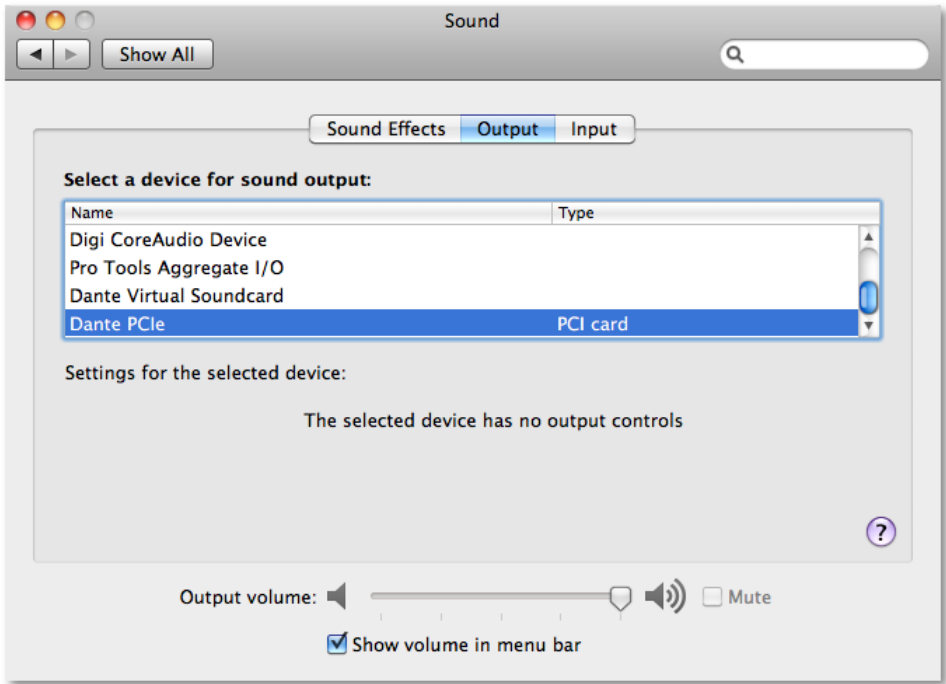 Sound
Show All
Sound Effects Output Input
Select a device for sound output:
Name Type
Digi CoreAudio Device
Pro Tools Aggregate I/O
Dante Virtual Soundcard
Dante PCIe PCI card
Settings for the selected device:
The selected device has no output controls
?
Output volume: Mute
Show volume in menu bar